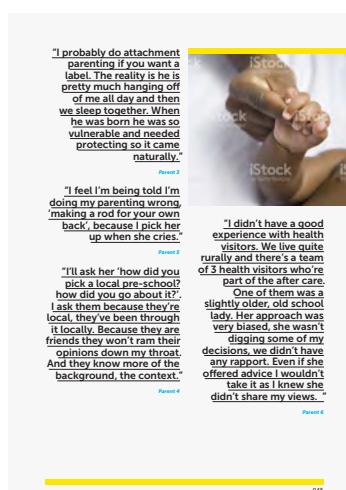 “I probably do attachment
parenting if you want a
label. The reality is he is
pretty much hanging off
of me all day and then
we sleep together. When
he was born he was so
vulnerable and needed
protecting so it came
naturally.”
Parent 3
“I feel I’m being told I’m
doing my parenting wrong,
‘making a rod for your own
back’, because I pick her
up when she cries.”
Parent 5
“I’ll ask her ‘how did you
pick a local pre-school?
how did you go about it?’.
I ask them because they’re
local, they’ve been through
it locally. Because they are
friends they won’t ram their
opinions down my throat.
And they know more of the
background, the context.”
Parent 4
iStock
iStock
iStock
“I didn’t have a good
experience with health
visitors. We live quite
rurally and there’s a team
of 3 health visitors who’re
part of the after care.
One of them was a
slightly older, old school
lady. Her approach was
very biased, she wasn’t
digging some of my
decisions, we didn’t have
any rapport. Even if she
offered advice I wouldn’t
take it as I knew she
didn’t share my views. ”
Parent 6